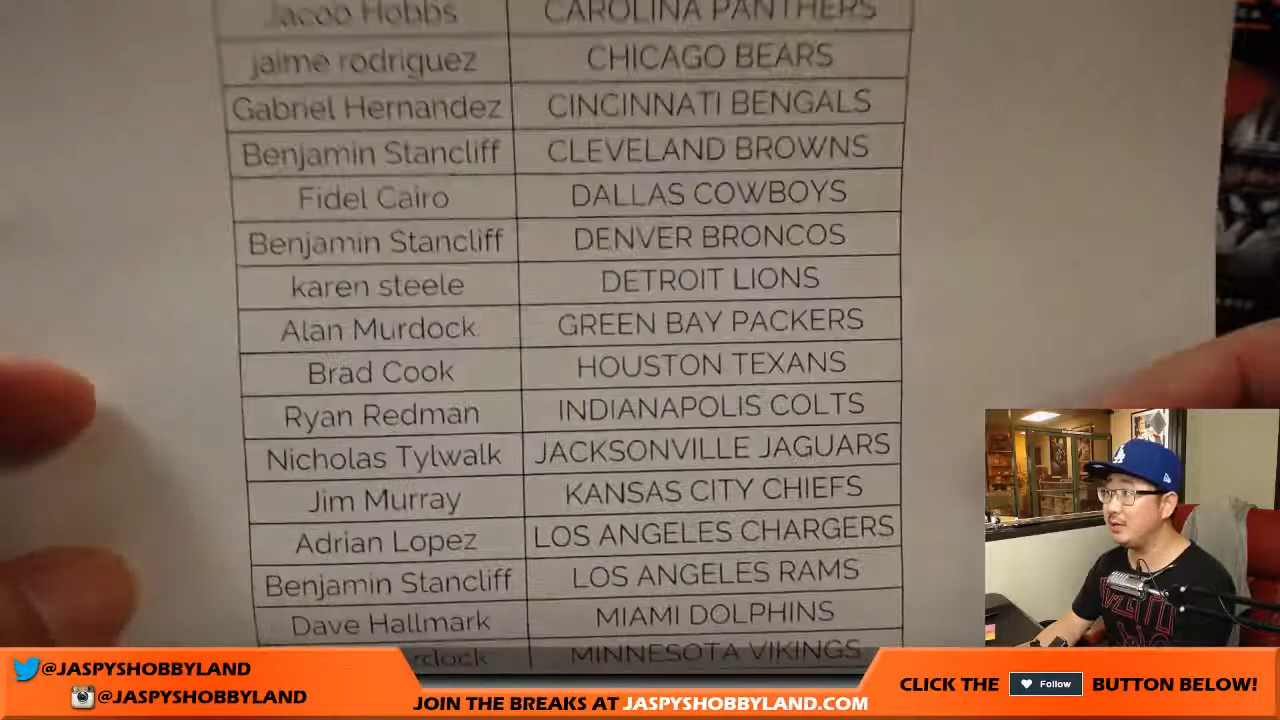 Jacob Hobbs CAROLINA PANTHERS
jaime rodriguez CHICAGO BEARS
Gabriel Hernandez CINCINNATI BENGALS
Benjamin Stancliff CLEVELAND BROWNS
Fidel Cairo DALLAS COWBOYS
Benjamin Stancliff DENVER BRONCOS
karen steele DETROIT LIONS
Alan Murdock GREEN BAY PACKERS
Brad Cook HOUSTON TEXANS
Ryan Redman INDIANAPOLIS COLTS
Nicholas Tylwalk JACKSONVILLE JAGUARS
Jim Murray KANSAS CITY CHIEFS
Adrian Lopez LOS ANGELES CHARGERS
Benjamin Stancliff LOS ANGELES RAMS
Dave Hallmark MIAMI DOLPHINS
MINNESOTA VIKINGS
@JASPYSHOBBYLAND
@JASPYSHOBBYLAND
JOIN THE BREAKS AT JASPYSHOBBYLAND.COM
CLICK THE Follow BUTTON BELOW!
LA